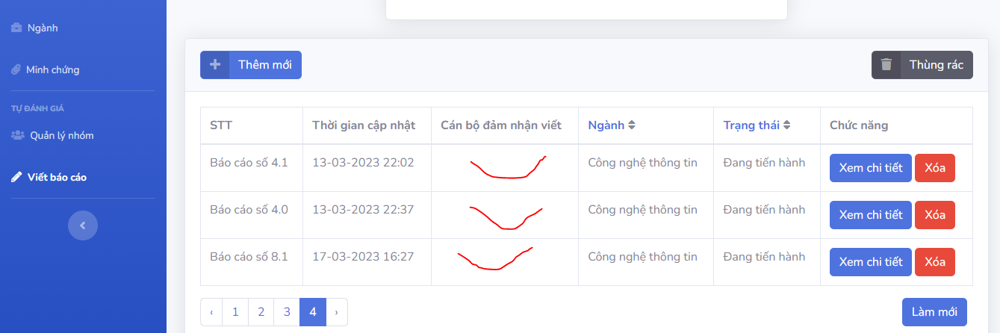 Ngành
Minh chứng
TỰ ĐÁNH GIÁ
Quản lý nhóm
Viết báo cáo
Thêm mới
Thùng rác
STT Thời gian cập nhật Cán bộ đảm nhận viết Ngành Trạng thái Chức năng
Báo cáo số 4.1 13-03-2023 22:02 Công nghệ thông tin Đang tiến hành Xem chi tiết Xóa
Báo cáo số 4.0 13-03-2023 22:37 Công nghệ thông tin Đang tiến hành Xem chi tiết Xóa
Báo cáo số 8.1 17-03-2023 16:27 Công nghệ thông tin Đang tiến hành Xem chi tiết Xóa
‹ 1 2 3 4 ›
Làm mới